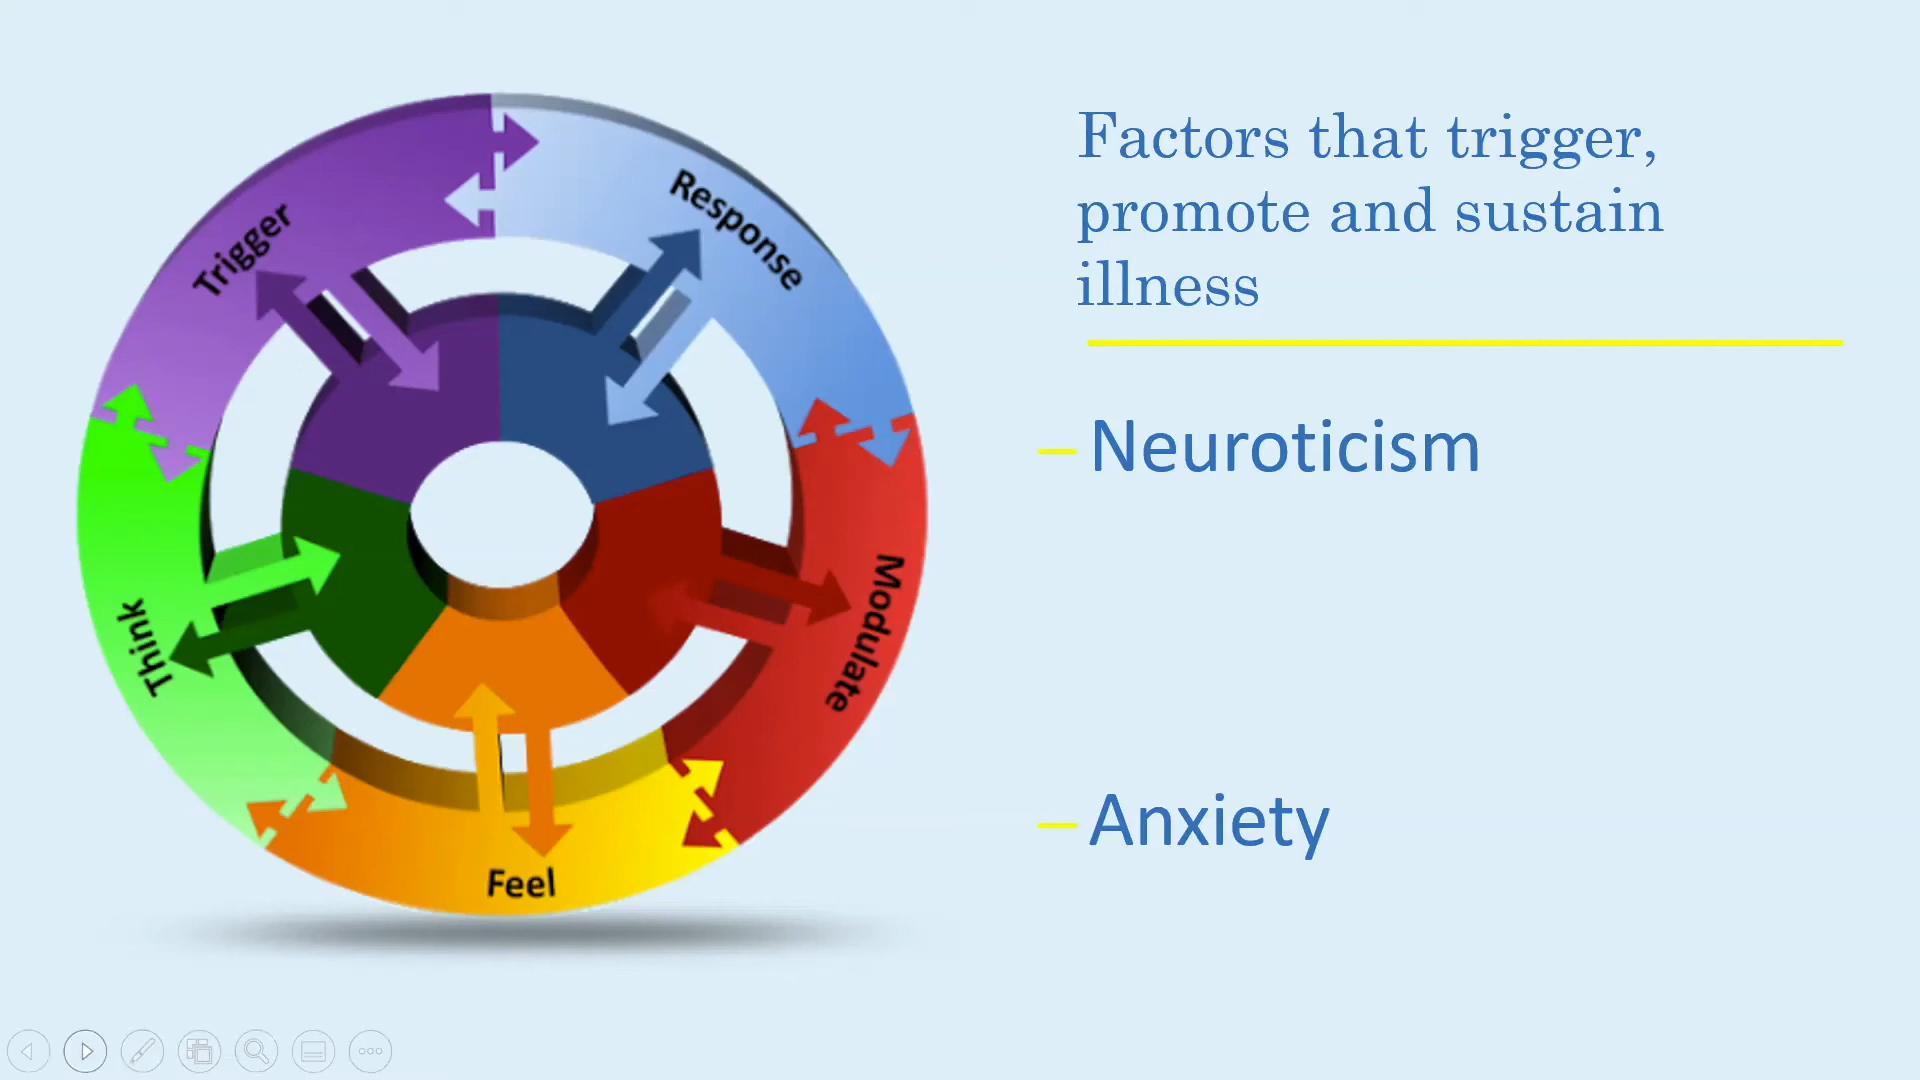 Factors that trigger,
promote and sustain
illness
– Neuroticism
– Anxiety
Trigger
Response
Modulate
Feel
Think